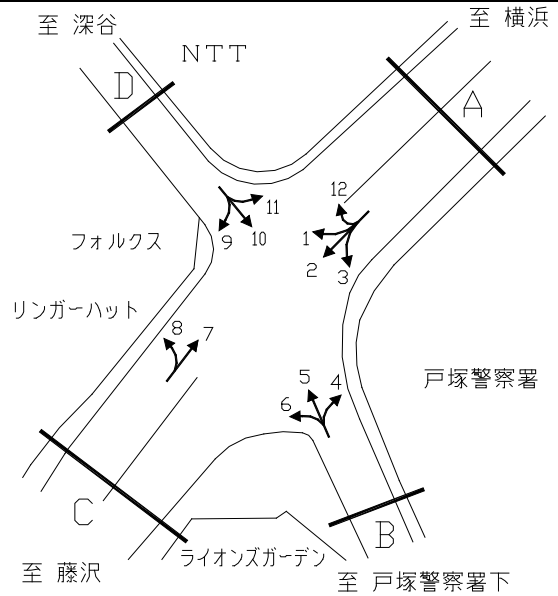 至 深谷
NTT
至 横浜
D
A
12
11
9
10
1
2
3
フォルクス
リンガーハット
8
7
5
4
6
戸塚警察署
C
B
ライオンズガーデン
至 藤沢
至 戸塚警察署下